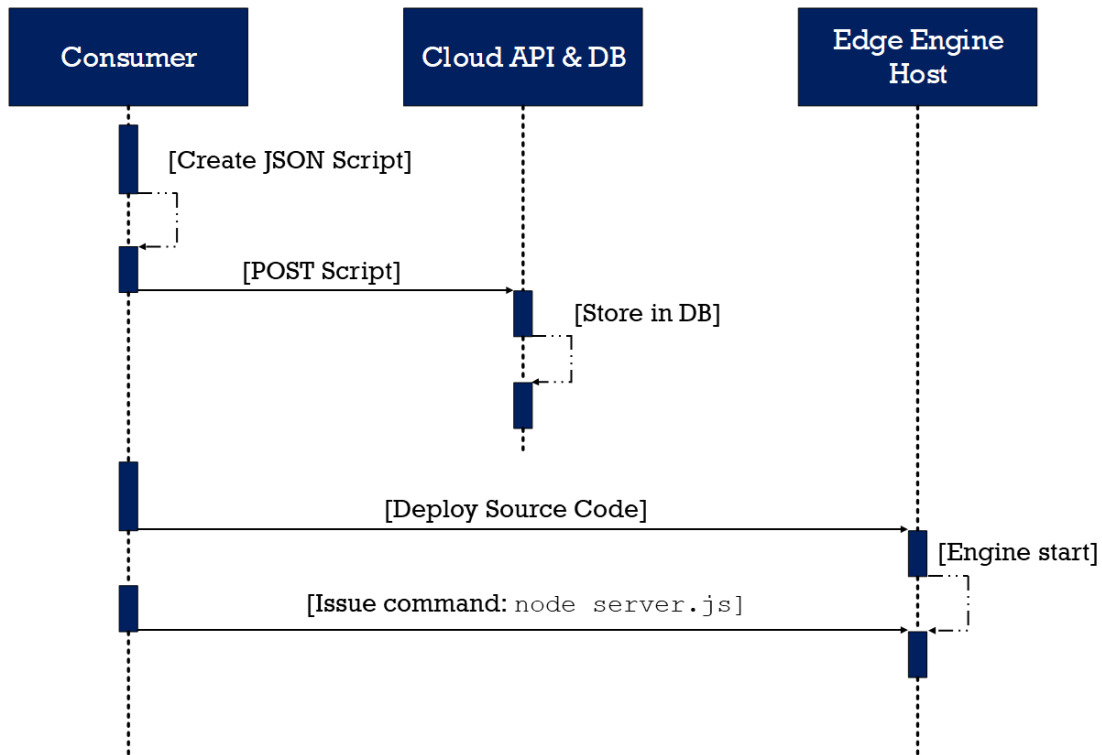 Consumer
Cloud API & DB
Edge Engine
Host
[Create JSON Script]
[POST Script]
[Store in DB]
[Deploy Source Code]
[Engine start]
[Issue command: node server.js]